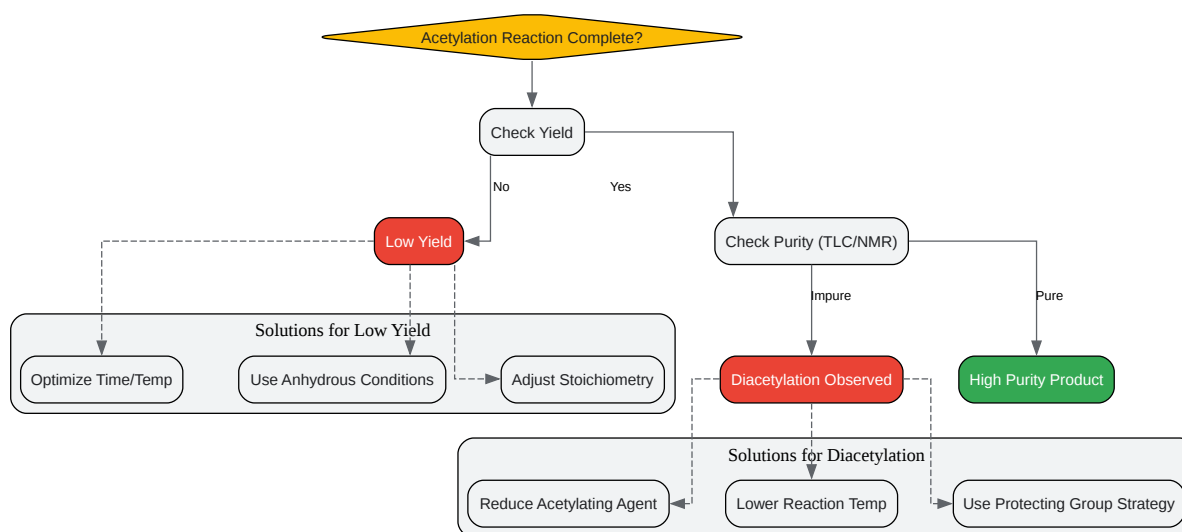 Acetylation Reaction Complete?
Check Yield
No
Yes
Low Yield
Check Purity (TLC/NMR)
Impure
Pure
Solutions for Low Yield
Optimize Time/Temp
Use Anhydrous Conditions
Adjust Stoichiometry
Diacetylation Observed
High Purity Product
Solutions for Diacetylation
Reduce Acetylating Agent
Lower Reaction Temp
Use Protecting Group Strategy